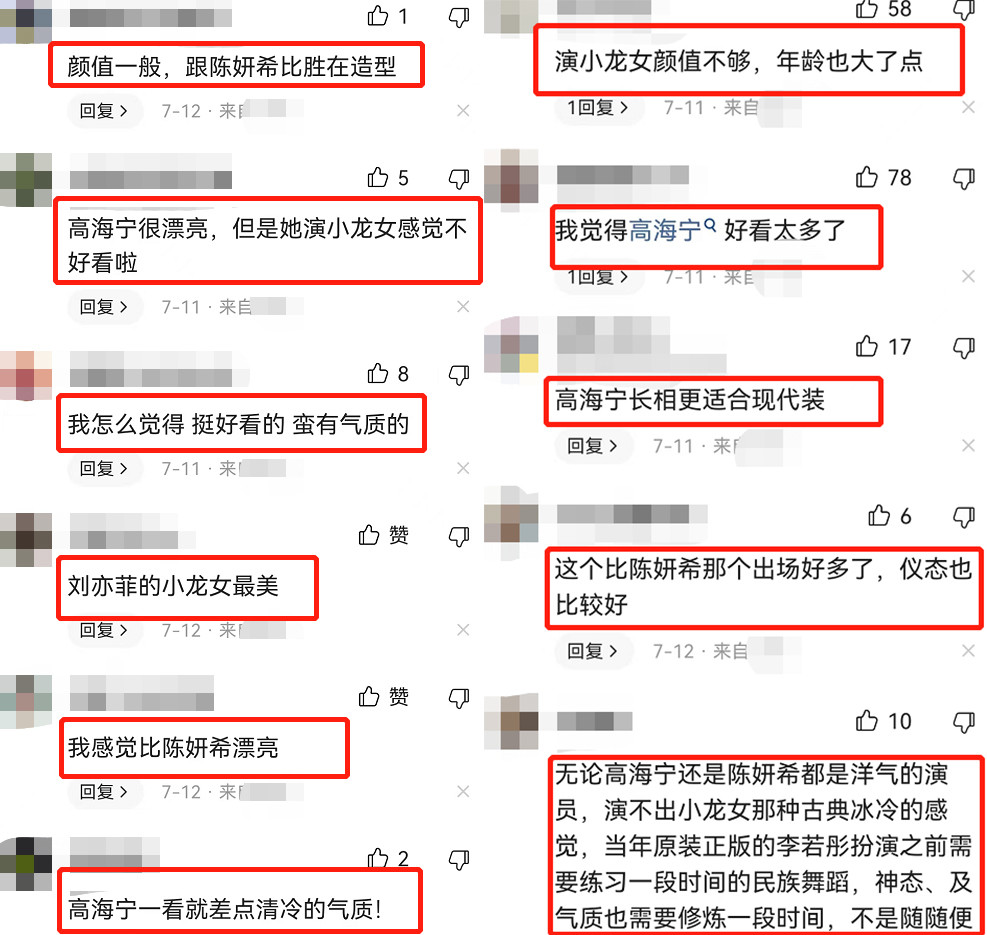 1
颜值一般，跟陈妍希比胜在造型
回复 > 7-12 · 来自
5
高海宁很漂亮，但是她演小龙女感觉不
好看啦
回复 > 7-11 · 来自
8
我怎么觉得 挺好看的 蛮有气质的
回复 > 7-11 · 来
赞
刘亦菲的小龙女最美
回复 > 7-12 · 来
赞
我感觉比陈妍希漂亮
回复 > 7-12 · 来
2
高海宁一看就差点清冷的气质！
58
演小龙女颜值不够，年龄也大了点
1回复 > 7-11 · 来自
78
我觉得高海宁 好看太多了
1回复 > 7-11 · 来自
17
高海宁长相更适合现代装
回复 > 7-11 · 来
6
这个比陈妍希那个出场好多了，仪态也
比较好
回复 > 7-12 · 来自
10
无论高海宁还是陈妍希都是洋气的演
员，演不出小龙女那种古典冰冷的感
觉，当年原装正版的李若彤扮演之前需
要练习一段时间的民族舞蹈，神态、及
气质也需要修炼一段时间，不是随随便